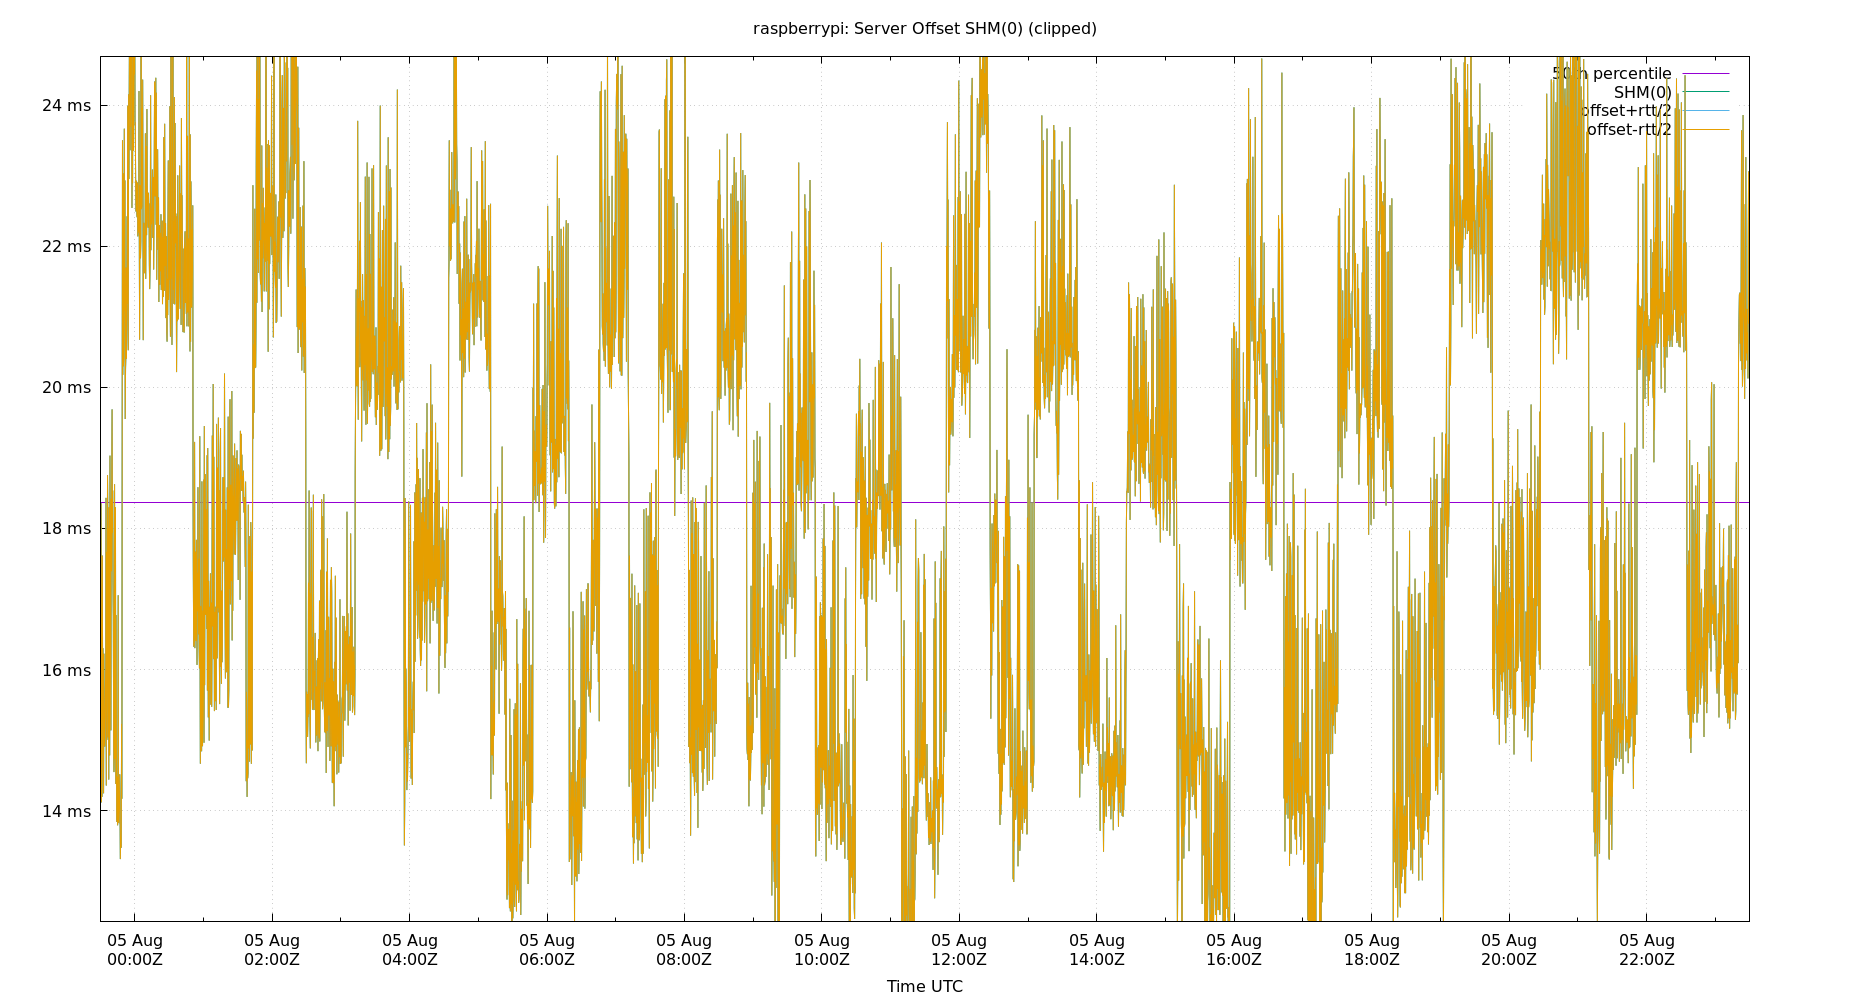 raspberrypi: Server Offset SHM(0) (clipped)
24 ms
22 ms
20 ms
18 ms
16 ms
14 ms
50th percentile
SHM(0)
offset+rtt/2
offset-rtt/2
05 Aug
00:00Z
05 Aug
02:00Z
05 Aug
04:00Z
05 Aug
06:00Z
05 Aug
08:00Z
05 Aug
10:00Z
05 Aug
12:00Z
05 Aug
14:00Z
05 Aug
16:00Z
05 Aug
18:00Z
05 Aug
20:00Z
05 Aug
22:00Z
Time UTC